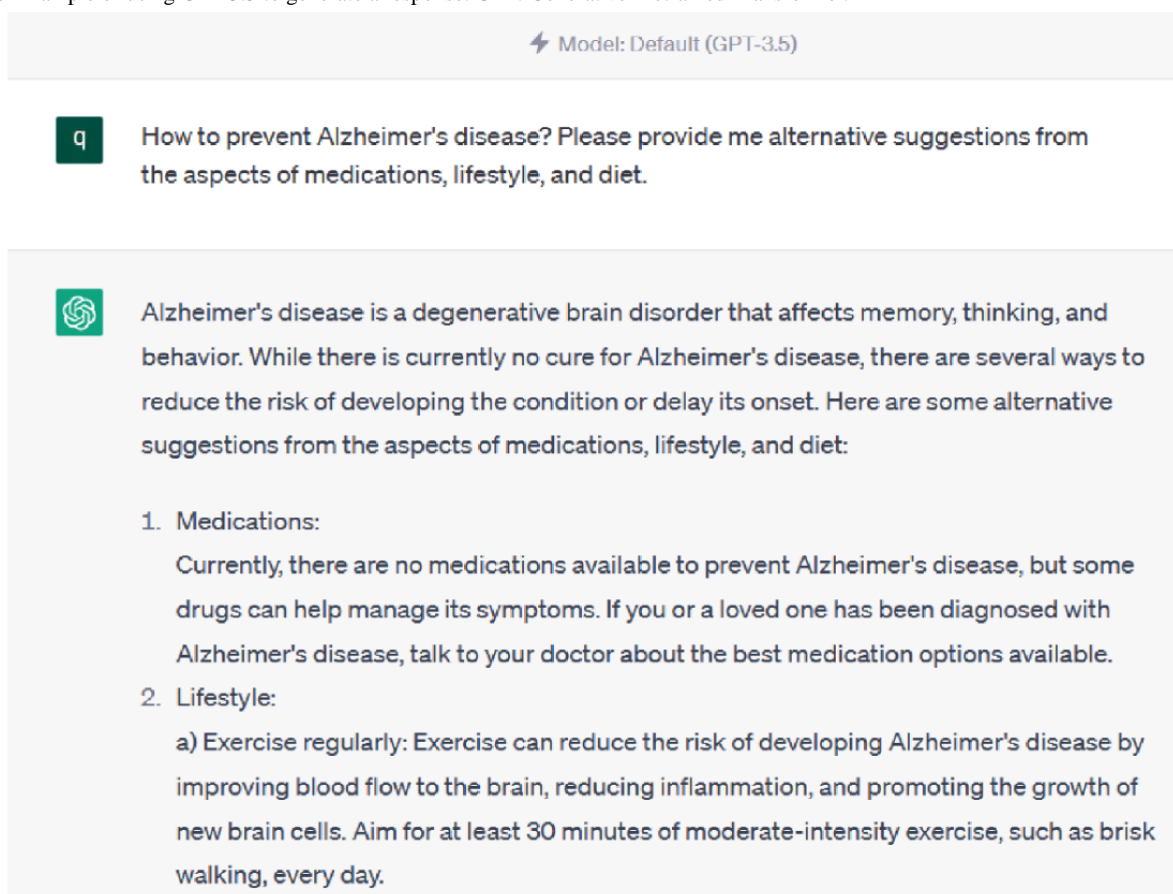 Model: Default (GPT-3.5)
q
How to prevent Alzheimer's disease? Please provide me alternative suggestions from
the aspects of medications, lifestyle, and diet.
Alzheimer's disease is a degenerative brain disorder that affects memory, thinking, and
behavior. While there is currently no cure for Alzheimer's disease, there are several ways to
reduce the risk of developing the condition or delay its onset. Here are some alternative
suggestions from the aspects of medications, lifestyle, and diet:
1. Medications:
Currently, there are no medications available to prevent Alzheimer's disease, but some
drugs can help manage its symptoms. If you or a loved one has been diagnosed with
Alzheimer's disease, talk to your doctor about the best medication options available.
2. Lifestyle:
a) Exercise regularly: Exercise can reduce the risk of developing Alzheimer's disease by
improving blood flow to the brain, reducing inflammation, and promoting the growth of
new brain cells. Aim for at least 30 minutes of moderate-intensity exercise, such as brisk
walking, every day.